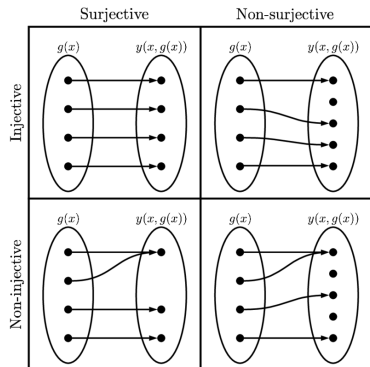 Surjective
Non-surjective
Injective
g(x)
y(x, g(x))
g(x)
y(x, g(x))
Non-injective
g(x)
y(x, g(x))
g(x)
y(x, g(x))